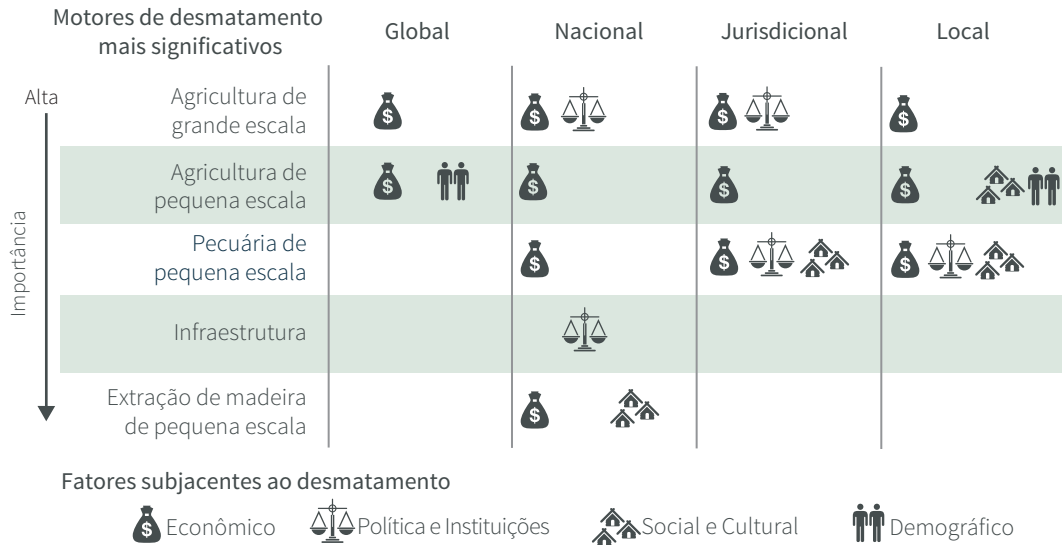 Motores de desmatamento
mais significativos
Global
Nacional
Jurisdicional
Local
Alta
Importância
Agricultura de
grande escala
Agricultura de
pequena escala
Pecuária de
pequena escala
Infraestrutura
Extração de madeira
de pequena escala
Fatores subjacentes ao desmatamento
Econômico
Política e Instituições
Social e Cultural
Demográfico